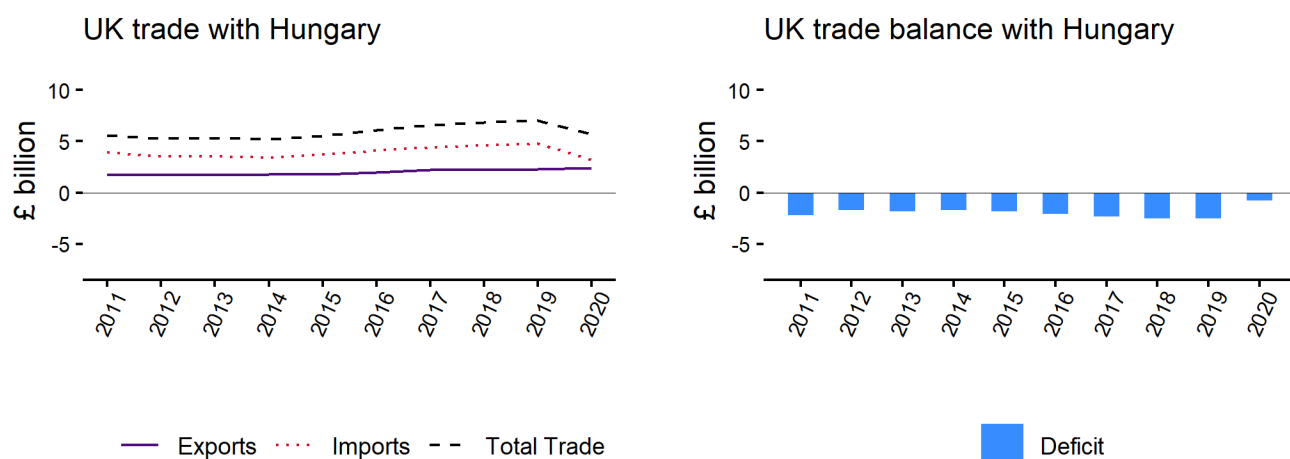 UK trade with Hungary
£ billion
10
5
0
-5
2011 2012 2013 2014 2015 2016 2017 2018 2019 2020
Exports Imports Total Trade
UK trade balance with Hungary
£ billion
10
5
0
-5
2011 2012 2013 2014 2015 2016 2017 2018 2019 2020
Deficit